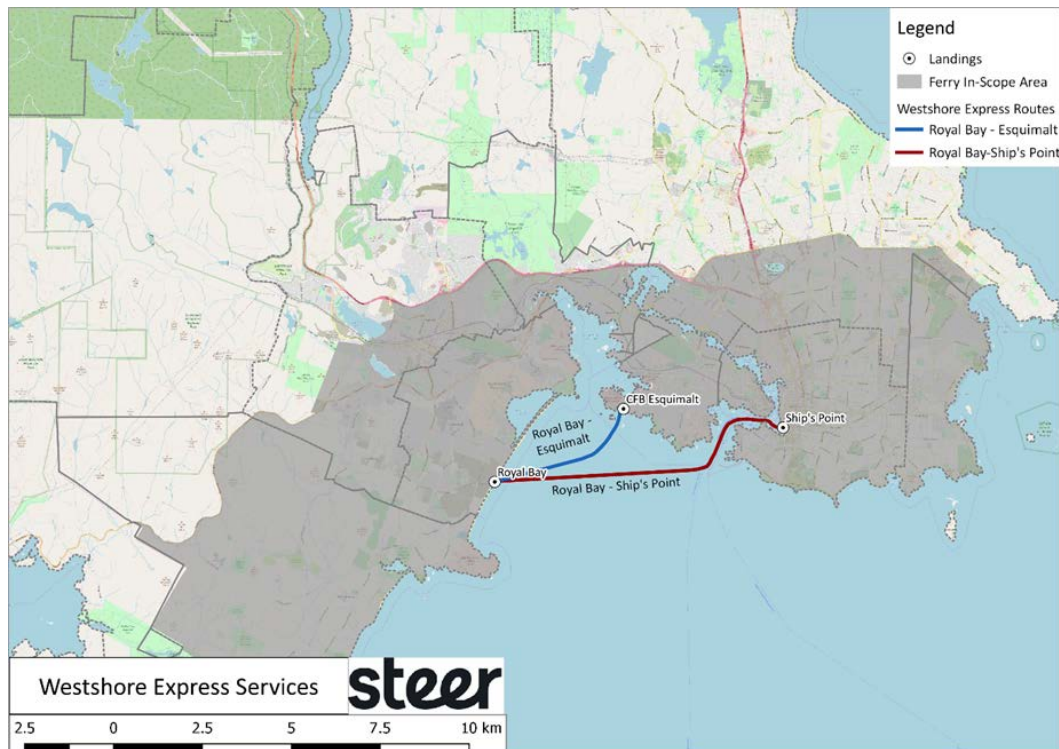 Legend
Landings
Ferry In-Scope Area
Westshore Express Routes
Royal Bay - Esquimalt
Royal Bay-Ship's Point
CFB Esquimalt
Ship's Point
Royal Bay -
Esquimalt
Royal Bay
Royal Bay - Ship's Point
Westshore Express Services
steer
2.5 0 2.5 5 7.5 10 km